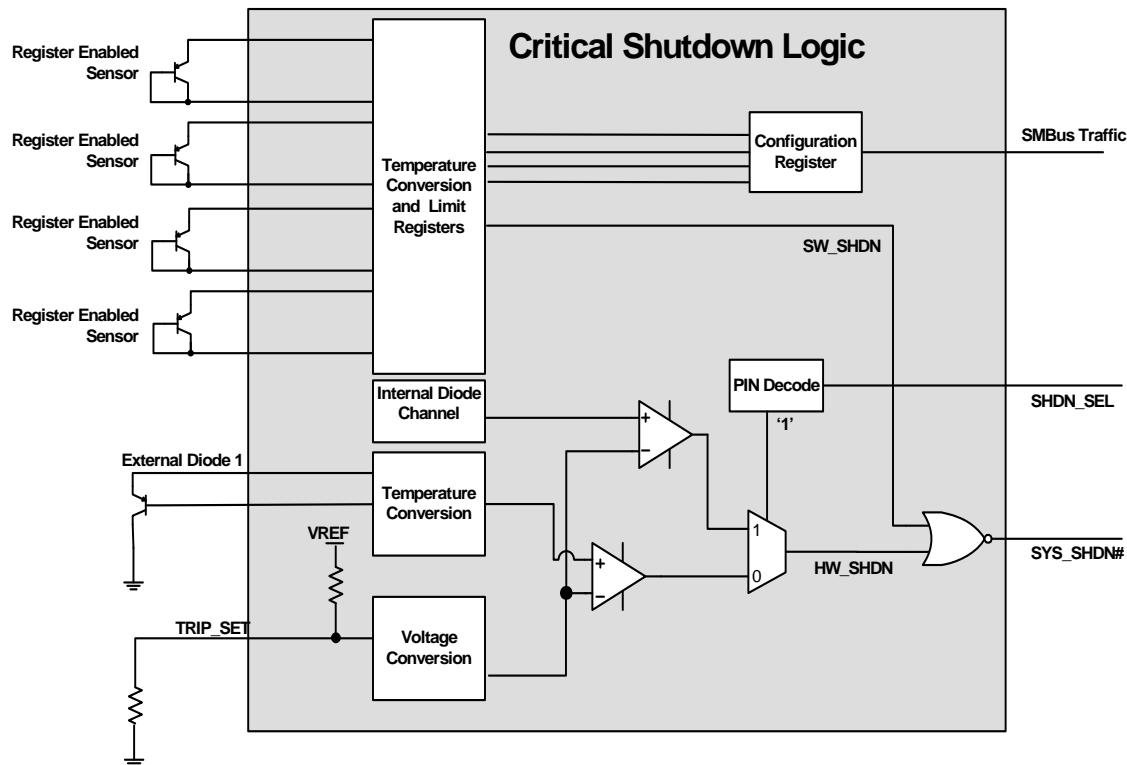 Critical Shutdown Logic
Register Enabled
Sensor
Register Enabled
Sensor
Register Enabled
Sensor
Register Enabled
Sensor
Temperature
Conversion
and Limit
Registers
Configuration
Register
SMBus Traffic
SW_SHDN
Internal Diode
Channel
PIN Decode
SHDN_SEL
'1'
+
−
External Diode 1
Temperature
Conversion
VREF
+
−
1
0
HW_SHDN
SYS_SHDN#
TRIP_SET
Voltage
Conversion